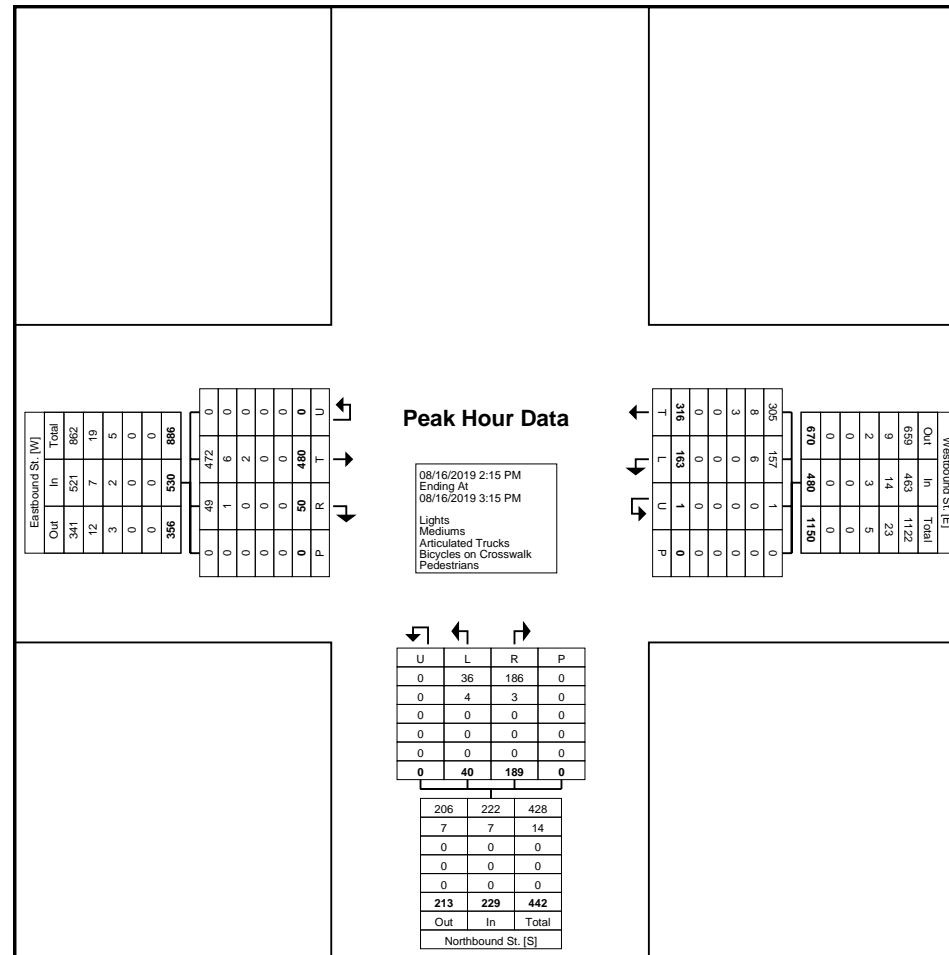 Peak Hour Data
08/16/2019 2:15 PM
Ending At
08/16/2019 3:15 PM
Lights
Mediums
Articulated Trucks
Bicycles on Crosswalk
Pedestrians
Eastbound St. [W]
Total In Out
862 521 341
19 7 12
5 2 3
0 0 0
0 0 0
886 530 356
0 472 49 0
0 6 1 0
0 2 0 0
0 0 0 0
0 0 0 0
0 480 50 0
U T R P
T L U P
316 163 1 0
0 0 0 0
0 0 0 0
3 0 0 0
8 6 0 0
305 157 1 0
Westbound St. [E]
Out In Total
659 463 1122
9 14 23
2 3 5
0 0 0
0 0 0
670 480 1150
U L R P
0 36 186 0
0 4 3 0
0 0 0 0
0 0 0 0
0 0 0 0
0 40 189 0
206 222 428
7 7 14
0 0 0
0 0 0
0 0 0
213 229 442
Out In Total
Northbound St. [S]